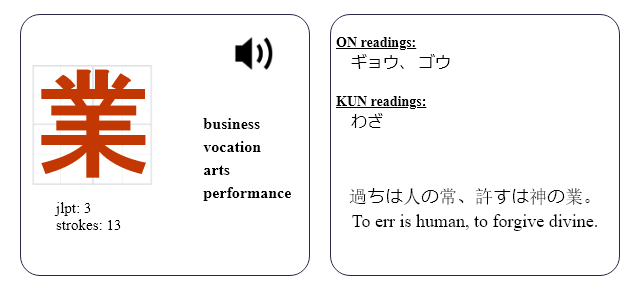 業
business
vocation
arts
performance
jlpt: 3
strokes: 13
ON readings:
ギョウ、ゴウ
KUN readings:
わざ
過ちは人の常、許すは神の業。
To err is human, to forgive divine.